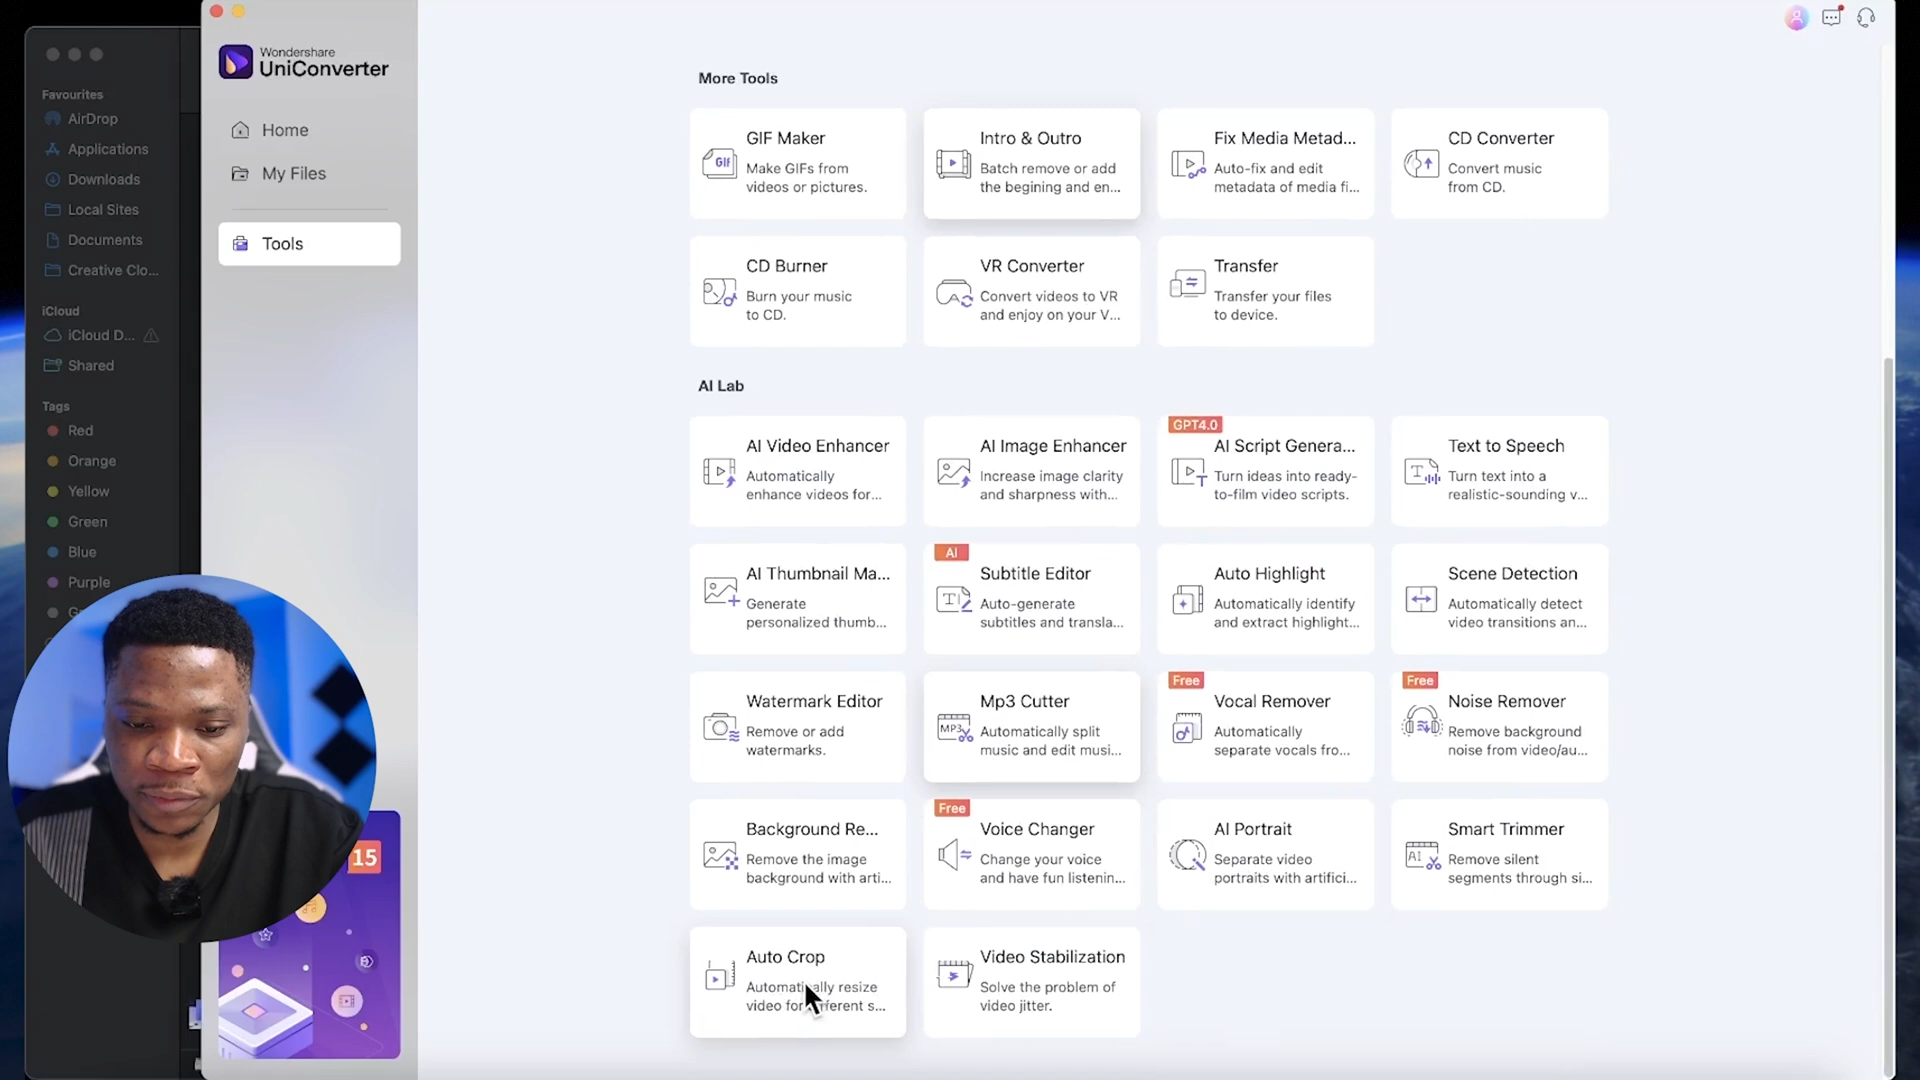 Wondershare
UniConverter
Favourites
AirDrop
Applications
Downloads
Local Sites
Documents
Creative Clo...
iCloud
iCloud D...
Shared
Tags
Red
Orange
Yellow
Green
Blue
Purple
Home
My Files
Tools
15
More Tools
GIF Maker
GIF
Make GIFs from
videos or pictures.
Intro & Outro
Batch remove or add
the begining and en...
Fix Media Metad...
Auto-fix and edit
metadata of media fi...
CD Converter
Convert music
from CD.
CD Burner
Burn your music
to CD.
VR Converter
Convert videos to VR
and enjoy on your V...
Transfer
Transfer your files
to device.
AI Lab
AI Video Enhancer
Automatically
enhance videos for...
AI Image Enhancer
Increase image clarity
and sharpness with...
GPT4.0
AI Script Genera...
Turn ideas into ready-
to-film video scripts.
Text to Speech
Turn text into a
realistic-sounding v...
AI Thumbnail Ma...
Generate
personalized thumb...
AI
Subtitle Editor
Auto-generate
subtitles and transla...
Auto Highlight
Automatically identify
and extract highlight...
Scene Detection
Automatically detect
video transitions an...
Watermark Editor
Remove or add
watermarks.
Mp3 Cutter
MP3
Automatically split
music and edit musi...
Free
Vocal Remover
Automatically
separate vocals fro...
Free
Noise Remover
Remove background
noise from video/au...
Background Re...
Remove the image
background with arti...
Free
Voice Changer
Change your voice
and have fun listenin...
AI Portrait
Separate video
portraits with artifici...
Smart Trimmer
AI
Remove silent
segments through si...
Auto Crop
Automatically resize
video for different s...
Video Stabilization
Solve the problem of
video jitter.